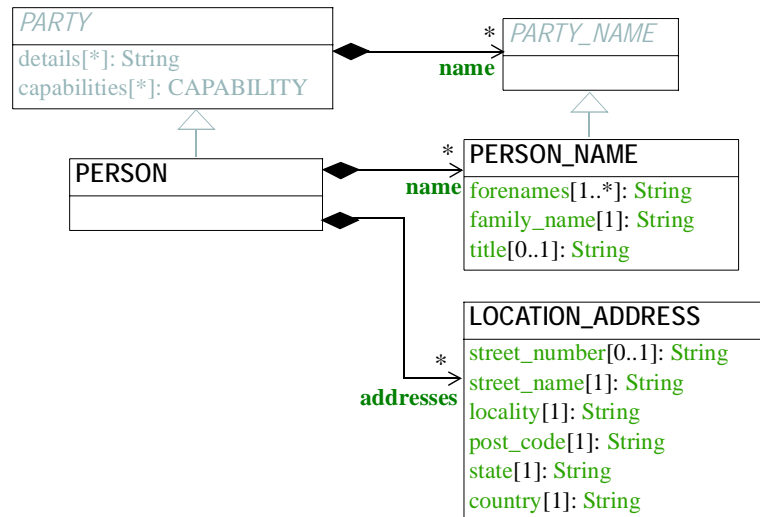 PARTY
details[*]: String
capabilities[*]: CAPABILITY
*
name
PARTY_NAME
PERSON
*
name
PERSON_NAME
forenames[1..*]: String
family_name[1]: String
title[0..1]: String
*
addresses
LOCATION_ADDRESS
street_number[0..1]: String
street_name[1]: String
locality[1]: String
post_code[1]: String
state[1]: String
country[1]: String